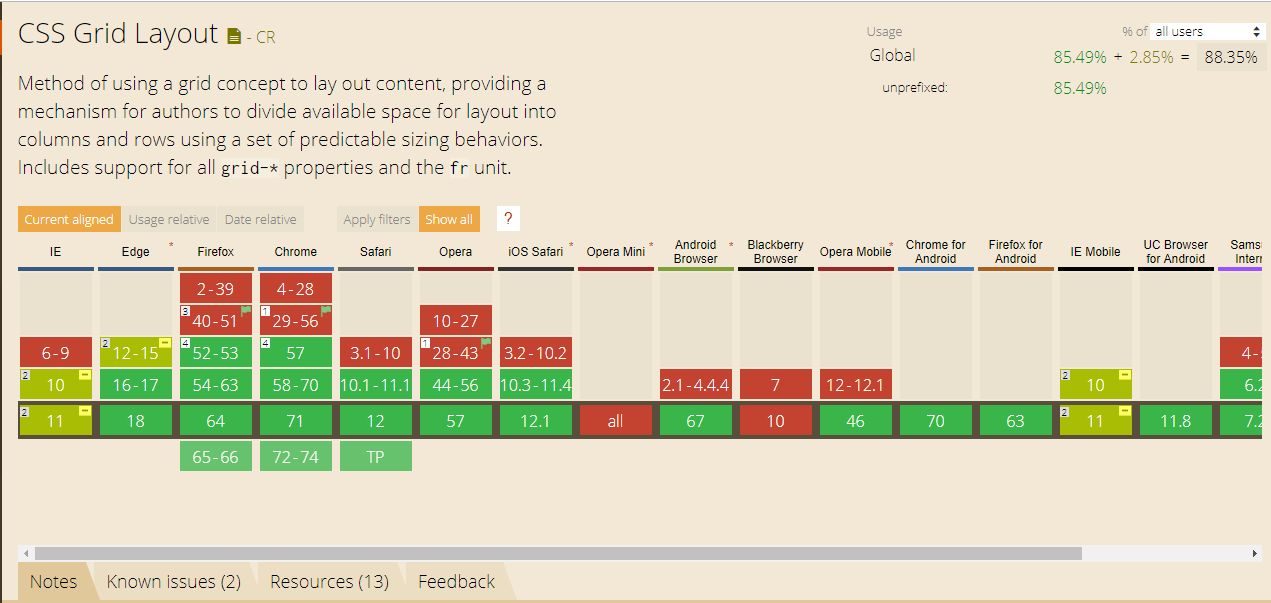 CSS Grid Layout - CR
Usage % of all users
Global 85.49% + 2.85% = 88.35%
unprefixed: 85.49%
Method of using a grid concept to lay out content, providing a
mechanism for authors to divide available space for layout into
columns and rows using a set of predictable sizing behaviors.
Includes support for all grid-* properties and the fr unit.
Current aligned Usage relative Date relative Apply filters Show all ?
IE Edge * Firefox Chrome Safari Opera iOS Safari * Opera Mini * Android Browser * Blackberry Browser Opera Mobile * Chrome for Android Firefox for Android IE Mobile UC Browser for Android
2-39 4-28
3 40-51 1 29-56 10-27
6-9 2 12-15 4 52-53 4 57 3.1-10 1 28-43 3.2-10.2
2 10 16-17 54-63 58-70 10.1-11.1 44-56 10.3-11.4 2.1-4.4.4 7 12-12.1 2 10
2 11 18 64 71 12 57 12.1 all 67 10 46 70 63 2 11 11.8
65-66 72-74 TP
Notes Known issues (2) Resources (13) Feedback